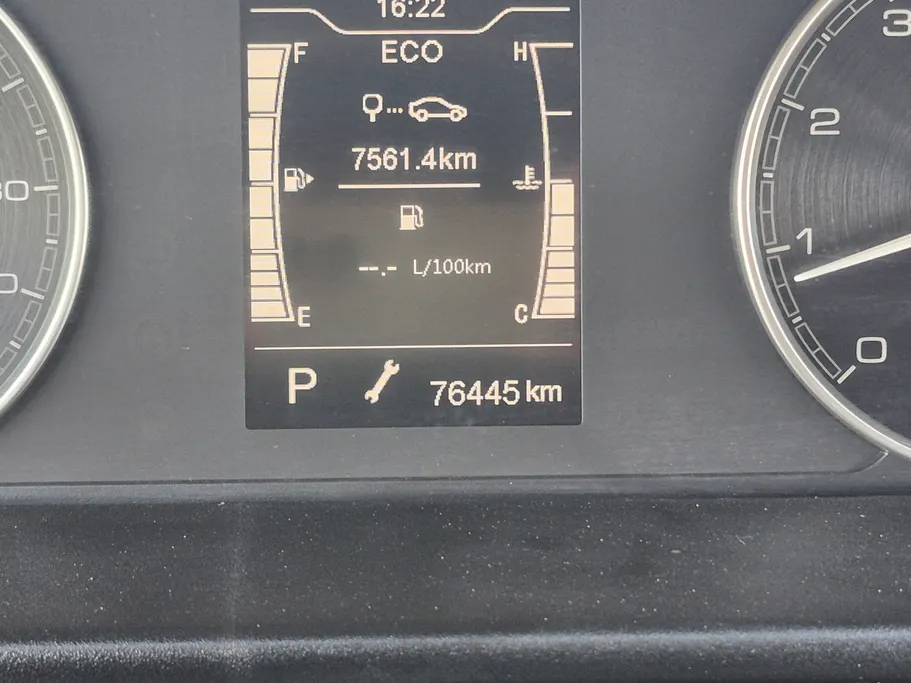 16:22
F ECO H
7561.4km
--.- L/100km
E C
P 76445 km
3
2
1
0